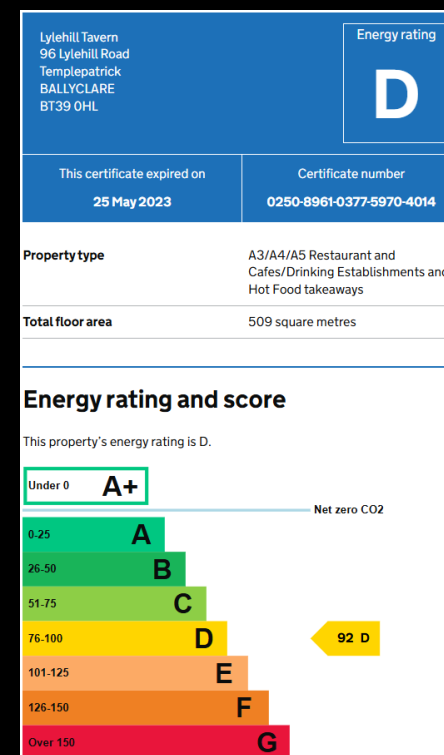 Lylehill Tavern
96 Lylehill Road
Templepatrick
BALLYCLARE
BT39 0HL
Energy rating
D
This certificate expired on
25 May 2023
Certificate number
0250-8961-0377-5970-4014
Property type
A3/A4/A5 Restaurant and
Cafes/Drinking Establishments and
Hot Food takeaways
Total floor area
509 square metres
Energy rating and score
This property's energy rating is D.
Under 0 A+
Net zero CO2
0-25 A
26-50 B
51-75 C
76-100 D 92 D
101-125 E
126-150 F
Over 150 G